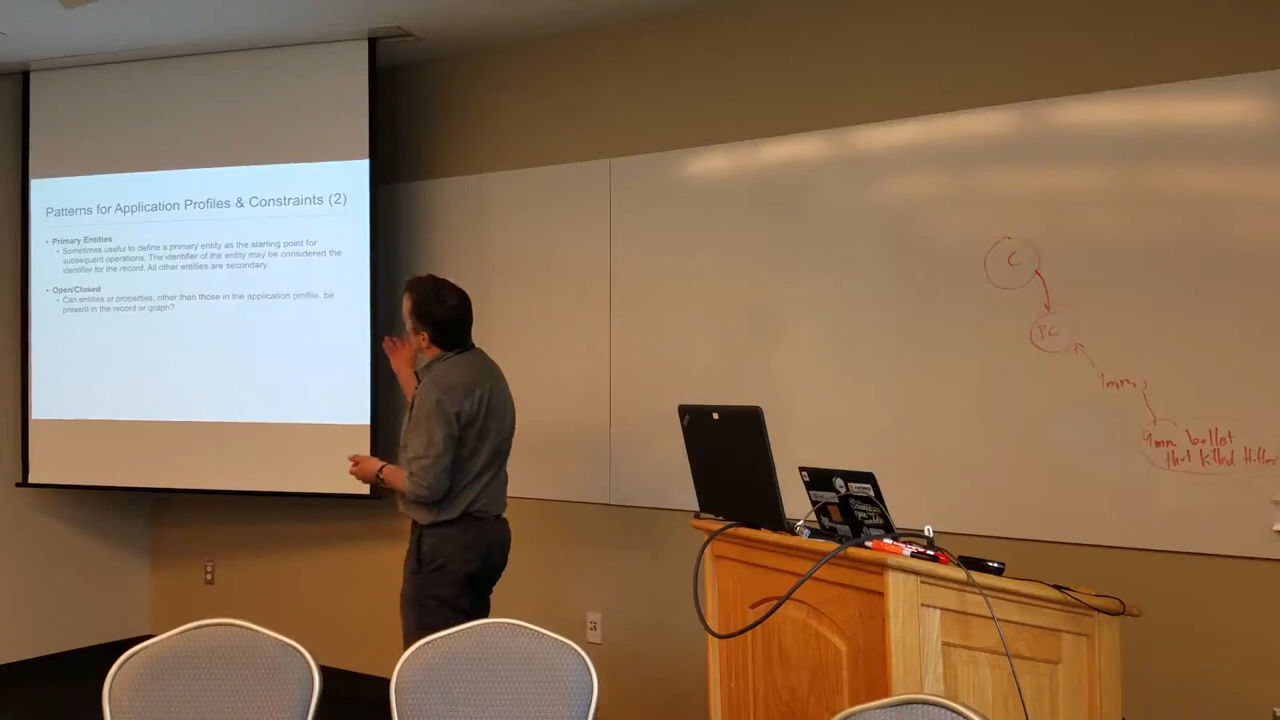 Patterns for Application Profiles & Constraints (2)
• Primary Entities
• Sometimes useful to define a primary entity as the starting point for
subsequent operations. The identifier of the entity may be considered the
identifier for the record. All other entities are secondary.
• Open/Closed
• Can entities or properties, other than those in the application profile, be
present in the record or graph?
C
PC
9mm
9mm bullet
that killed Hitler